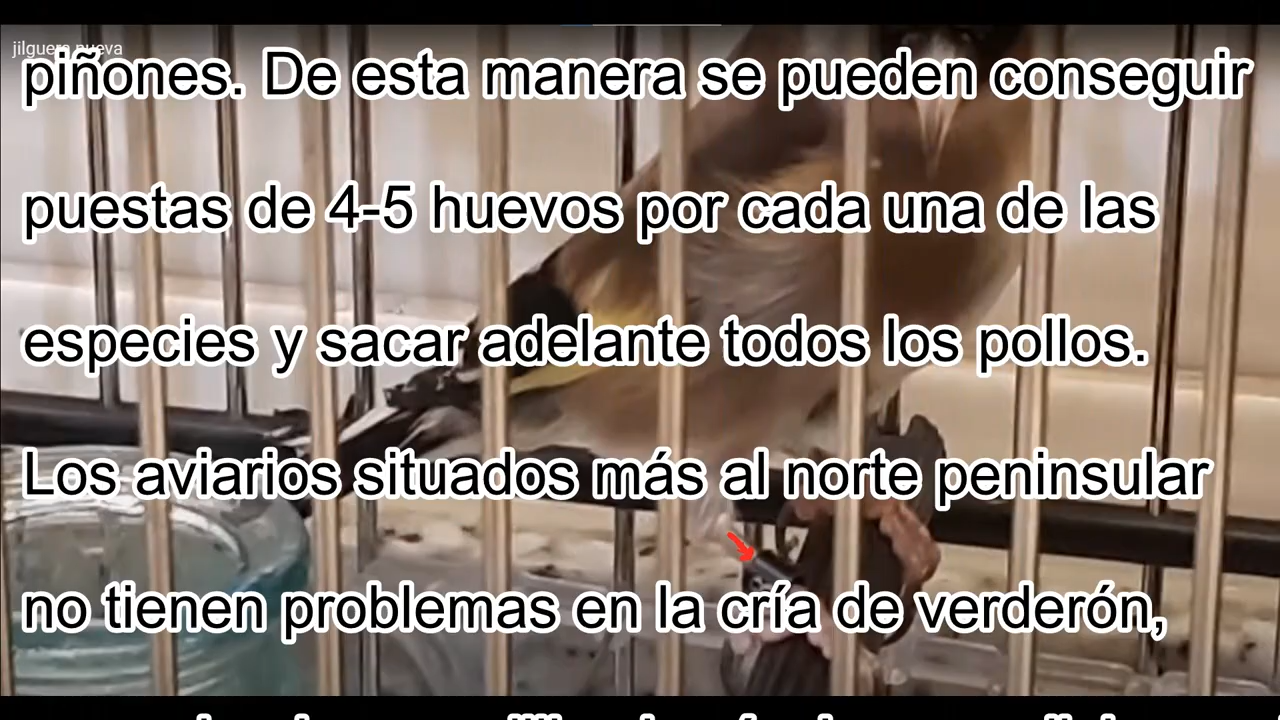 jilguera nueva
piñones. De esta manera se pueden conseguir
puestas de 4-5 huevos por cada una de las
especies y sacar adelante todos los pollos.
Los aviarios situados más al norte peninsular
no tienen problemas en la cría de verderón,